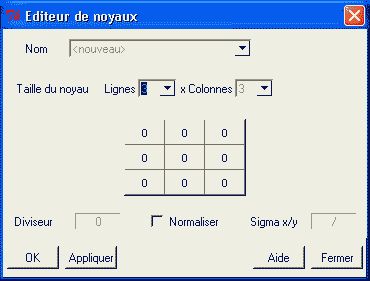 Editeur de noyaux
Nom <nouveau>
Taille du noyau Lignes 3 x Colonnes 3
0 0 0
0 0 0
0 0 0
Diviseur 0 Normaliser Sigma x/y /
OK Appliquer Aide Fermer